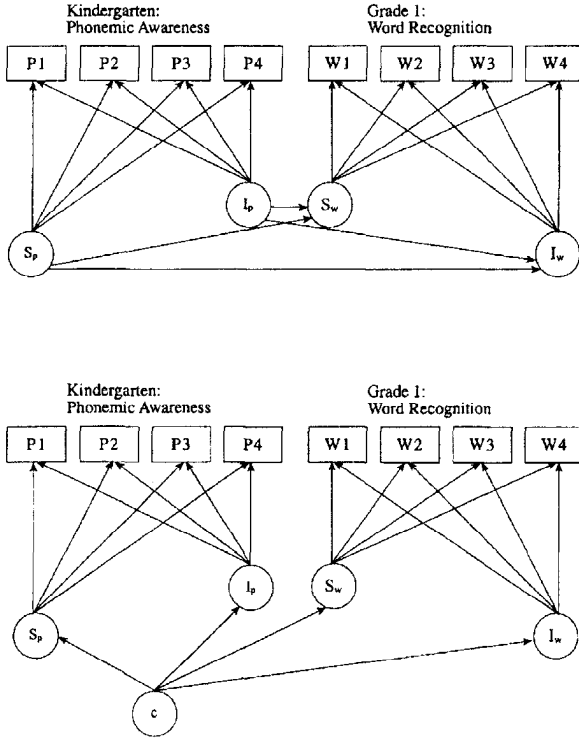 Kindergarten:
Phonemic Awareness
Grade 1:
Word Recognition
P1 P2 P3 P4 W1 W2 W3 W4
Ip Sw
Sp Iw
Kindergarten:
Phonemic Awareness
Grade 1:
Word Recognition
P1 P2 P3 P4 W1 W2 W3 W4
Ip Sw
Sp Iw
c